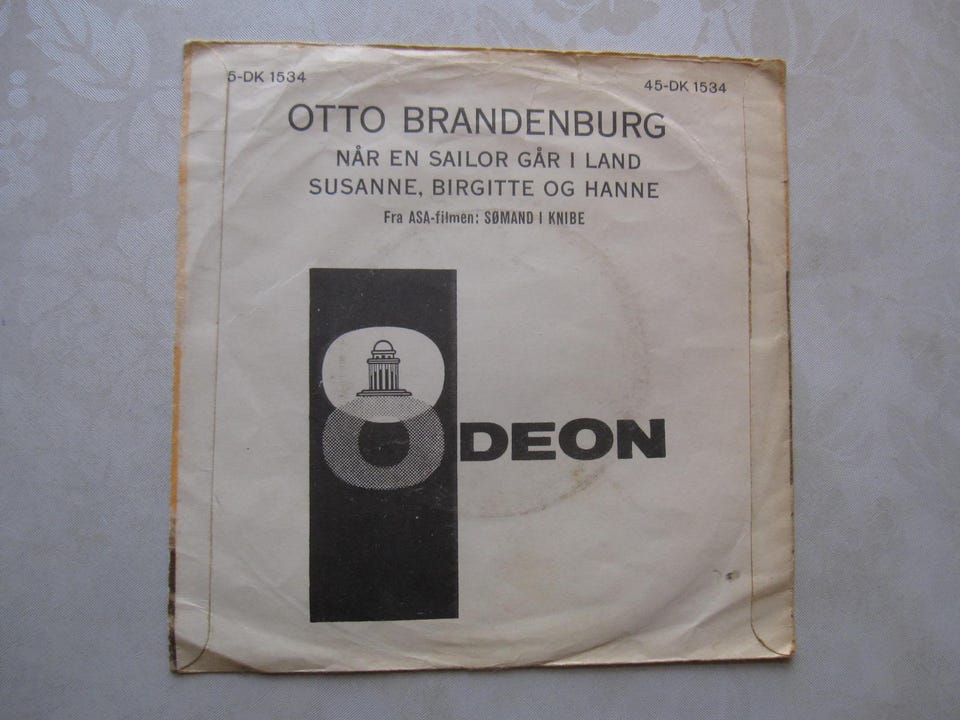 5-DK 1534
45-DK 1534
OTTO BRANDENBURG
NÅR EN SAILOR GÅR I LAND
SUSANNE, BIRGITTE OG HANNE
Fra ASA-filmen: SØMAND I KNIBE
ODEON